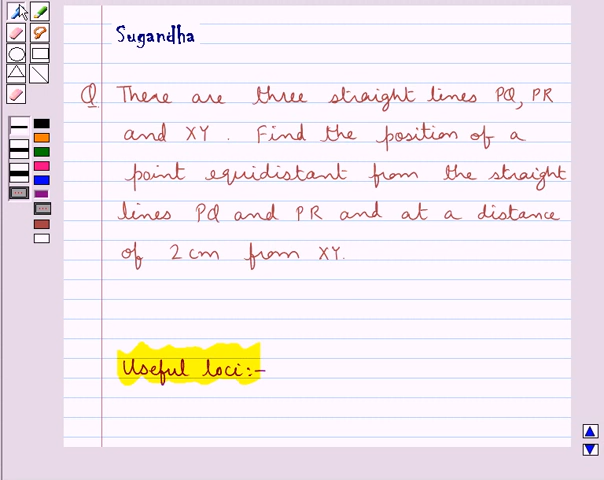 Sugandha
Q There are three straight lines PQ, PR
and XY. Find the position of a
point equidistant from the straight
lines PQ and PR and at a distance
of 2 cm from XY.
Useful loci:-